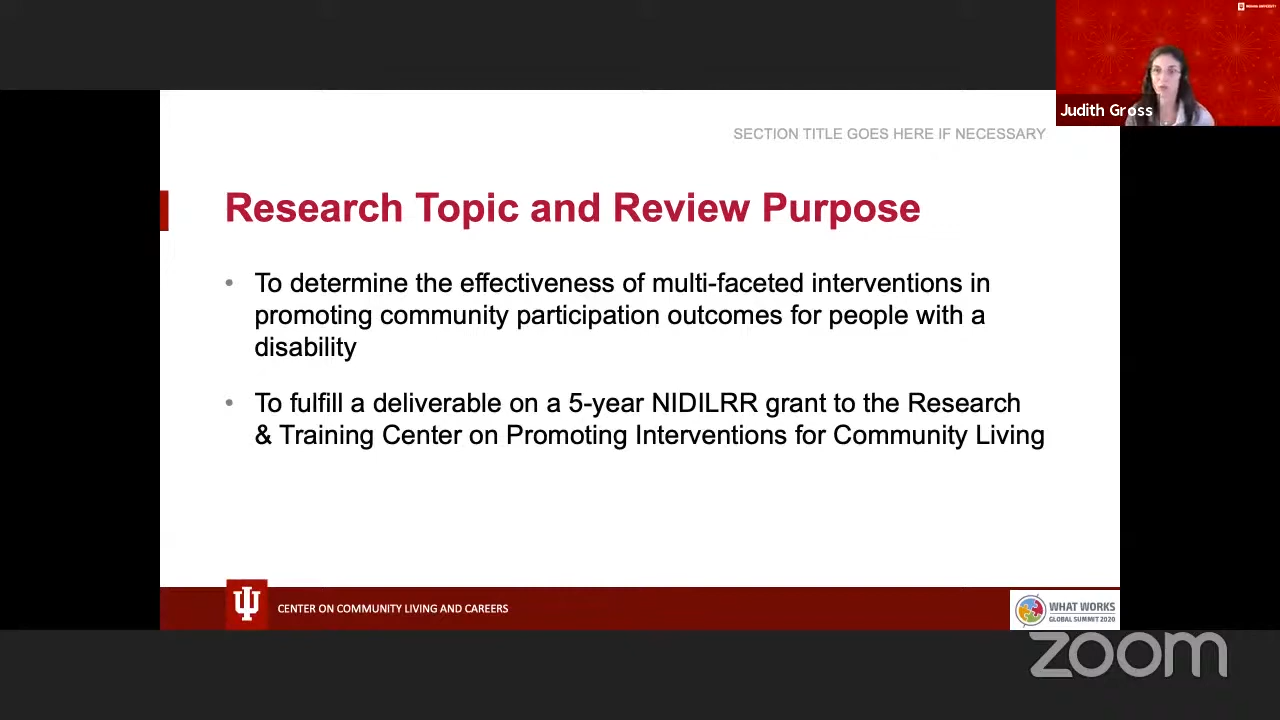 Judith Gross
SECTION TITLE GOES HERE IF NECESSARY
Research Topic and Review Purpose
• To determine the effectiveness of multi-faceted interventions in
promoting community participation outcomes for people with a
disability
• To fulfill a deliverable on a 5-year NIDILRR grant to the Research
& Training Center on Promoting Interventions for Community Living
CENTER ON COMMUNITY LIVING AND CAREERS
WHAT WORKS
GLOBAL SUMMIT 2020
zoom